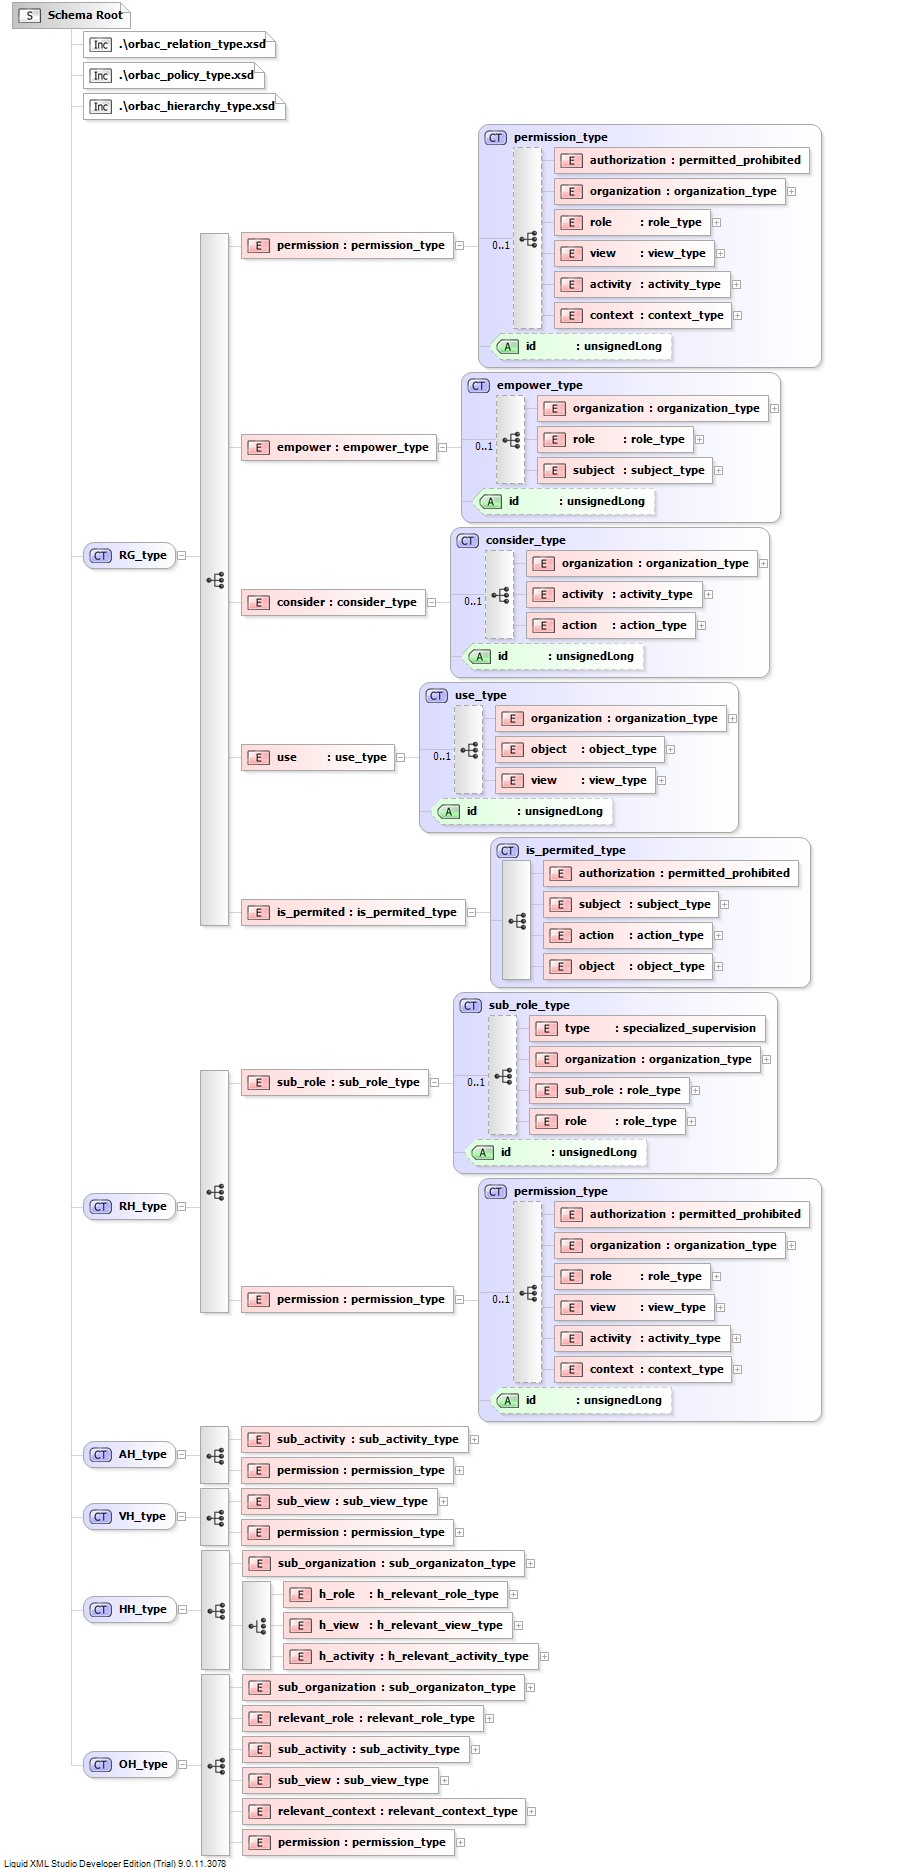 S Schema Root
Inc .\orbac_relation_type.xsd
Inc .\orbac_policy_type.xsd
Inc .\orbac_hierarchy_type.xsd
CT RG_type
E permission : permission_type
CT permission_type
0..1
E authorization : permitted_prohibited
E organization : organization_type
E role : role_type
E view : view_type
E activity : activity_type
E context : context_type
A id : unsignedLong
E empower : empower_type
CT empower_type
0..1
E organization : organization_type
E role : role_type
E subject : subject_type
A id : unsignedLong
E consider : consider_type
CT consider_type
0..1
E organization : organization_type
E activity : activity_type
E action : action_type
A id : unsignedLong
E use : use_type
CT use_type
0..1
E organization : organization_type
E object : object_type
E view : view_type
A id : unsignedLong
E is_permited : is_permited_type
CT is_permited_type
E authorization : permitted_prohibited
E subject : subject_type
E action : action_type
E object : object_type
CT RH_type
E sub_role : sub_role_type
CT sub_role_type
0..1
E type : specialized_supervision
E organization : organization_type
E sub_role : role_type
E role : role_type
A id : unsignedLong
E permission : permission_type
CT permission_type
0..1
E authorization : permitted_prohibited
E organization : organization_type
E role : role_type
E view : view_type
E activity : activity_type
E context : context_type
A id : unsignedLong
CT AH_type
E sub_activity : sub_activity_type
E permission : permission_type
CT VH_type
E sub_view : sub_view_type
E permission : permission_type
CT HH_type
E sub_organization : sub_organizaton_type
E h_role : h_relevant_role_type
E h_view : h_relevant_view_type
E h_activity : h_relevant_activity_type
CT OH_type
E sub_organization : sub_organizaton_type
E relevant_role : relevant_role_type
E sub_activity : sub_activity_type
E sub_view : sub_view_type
E relevant_context : relevant_context_type
E permission : permission_type
Liquid XML Studio Developer Edition (Trial) 9.0.11.3078